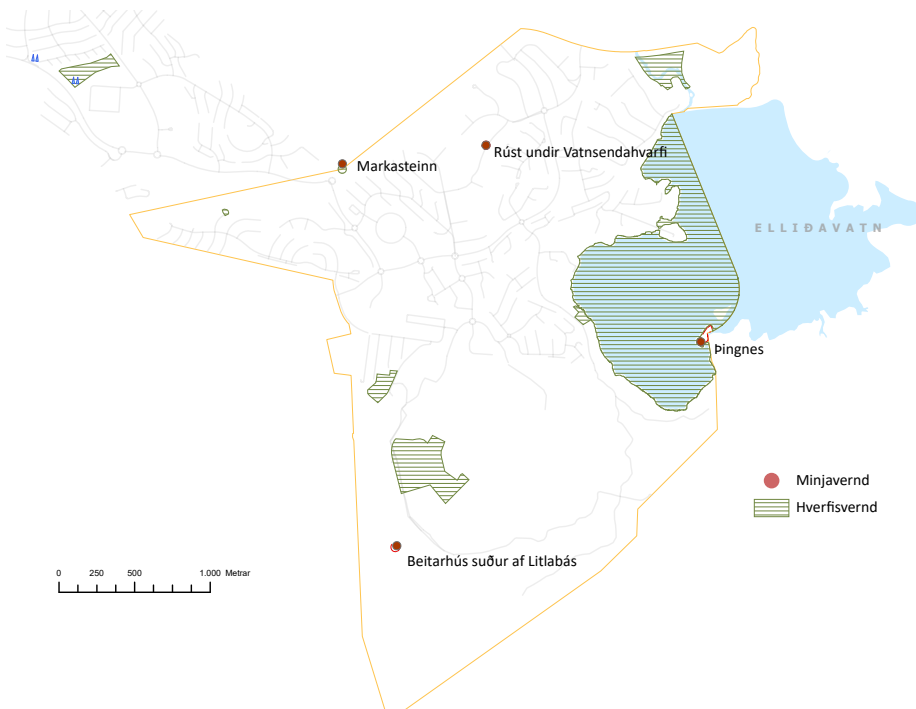 Rúst undir Vatnsendahvarfi
Markasteinn
ELLIÐAVATN
Þingnes
Minjavernd
Hverfisvernd
Beitarhús suður af Litlabás
0 250 500 1.000 Metrar